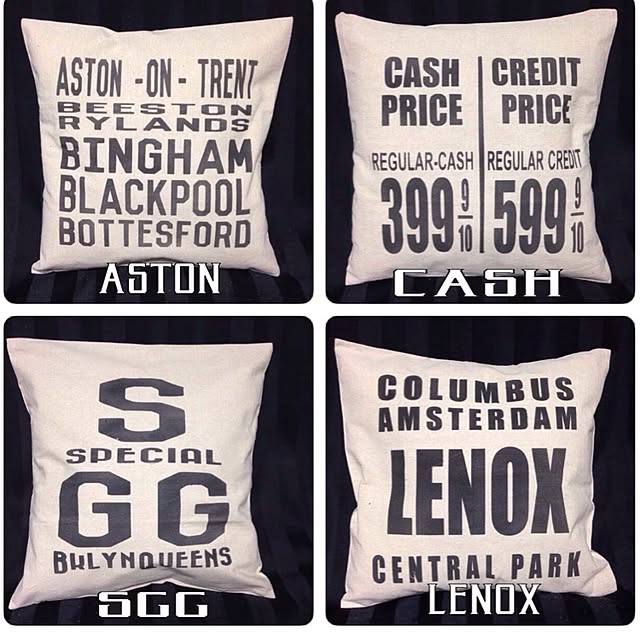 ASTON -ON- TRENT
BEESTON
RYLANDS
BINGHAM
BLACKPOOL
BOTTESFORD
ASTON
CASH PRICE
CREDIT PRICE
REGULAR-CASH
REGULAR CREDIT
399 9/10
599 9/10
CASH
S
SPECIAL
GG
BKLYNQUEENS
SGG
COLUMBUS
AMSTERDAM
LENOX
CENTRAL PARK
LENOX